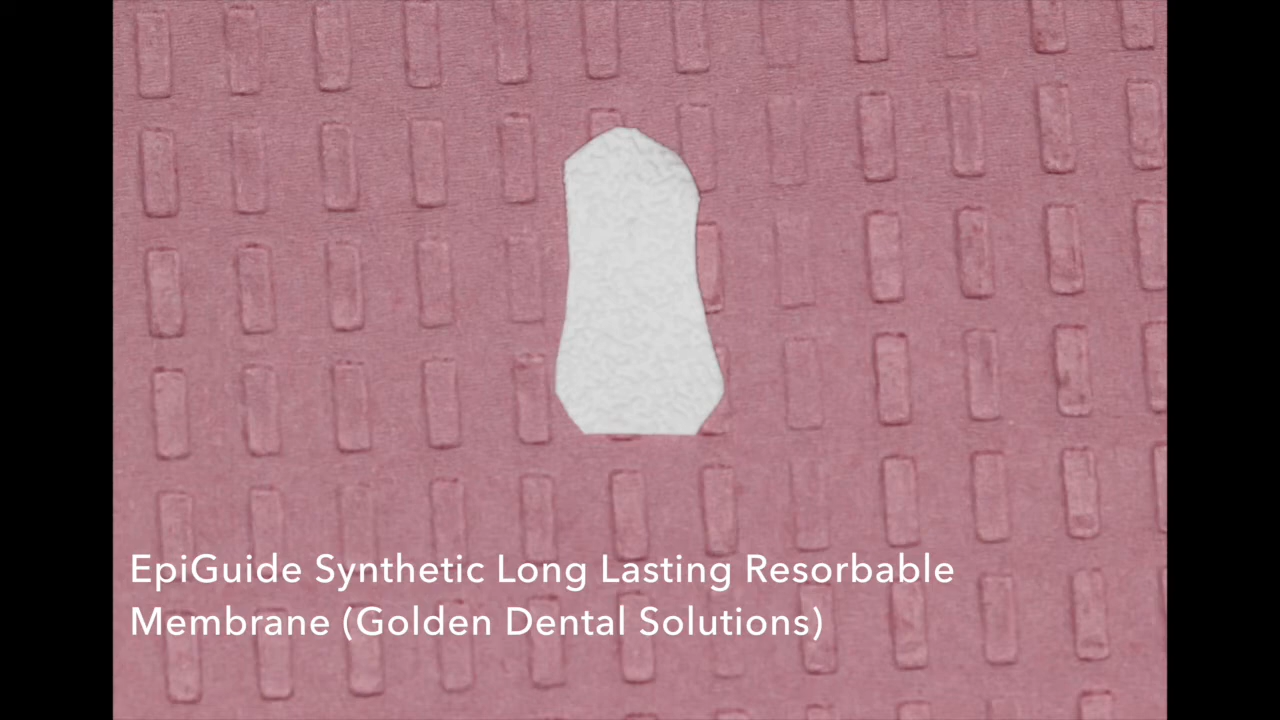 EpiGuide Synthetic Long Lasting Resorbable
Membrane (Golden Dental Solutions)